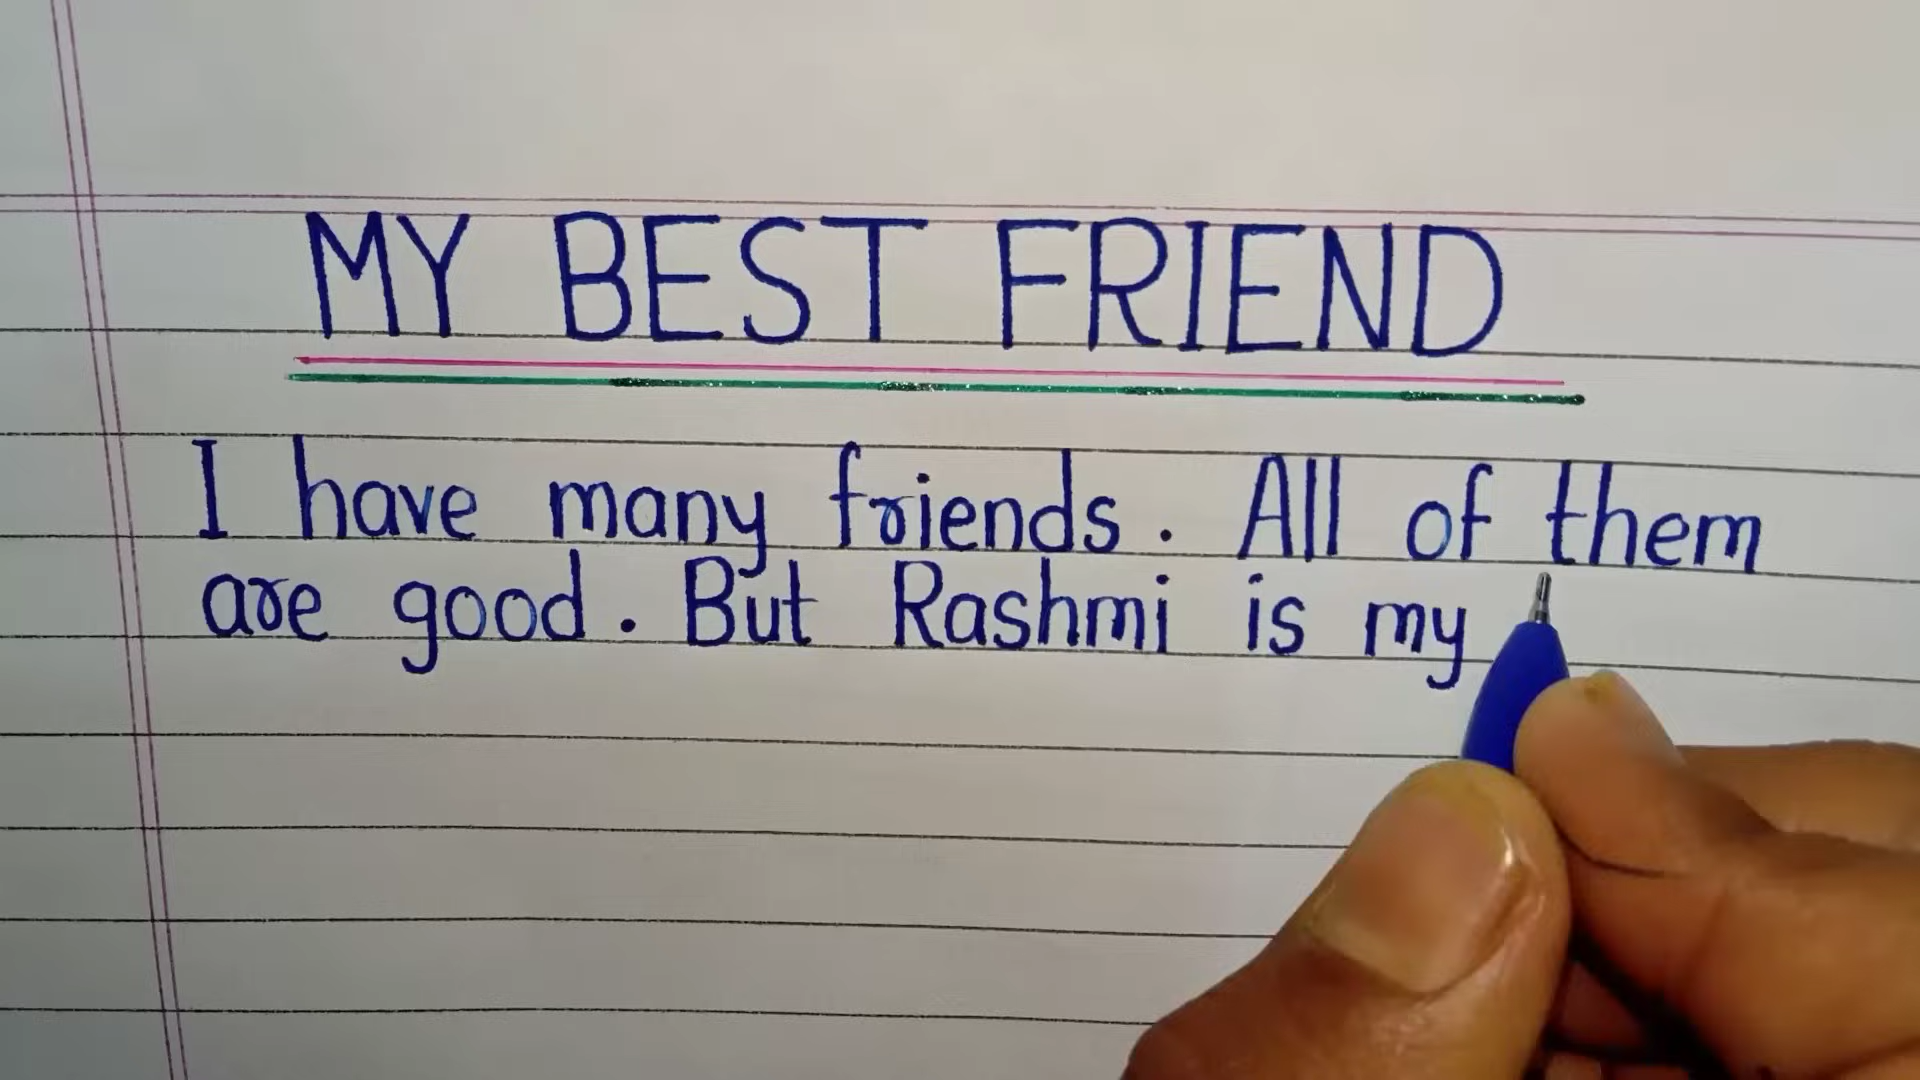 MY BEST FRIEND
I have many friends. All of them
are good. But Rashmi is my